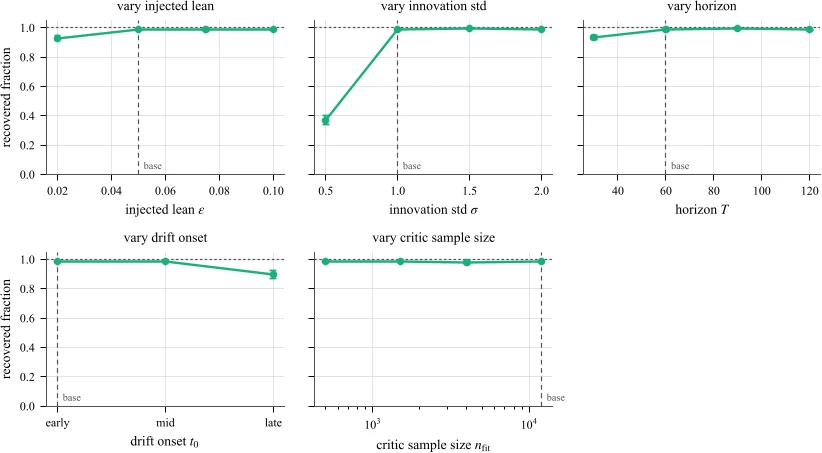 vary injected lean
vary innovation std
vary horizon
recovered fraction
1.0
0.8
0.6
0.4
0.2
0.0
base
base
base
0.02 0.04 0.06 0.08 0.10
0.5 1.0 1.5 2.0
40 60 80 100 120
injected lean ε
innovation std σ
horizon T
vary drift onset
vary critic sample size
recovered fraction
1.0
0.8
0.6
0.4
0.2
0.0
base
base
early mid late
10³ 10⁴
drift onset t₀
critic sample size n_fit